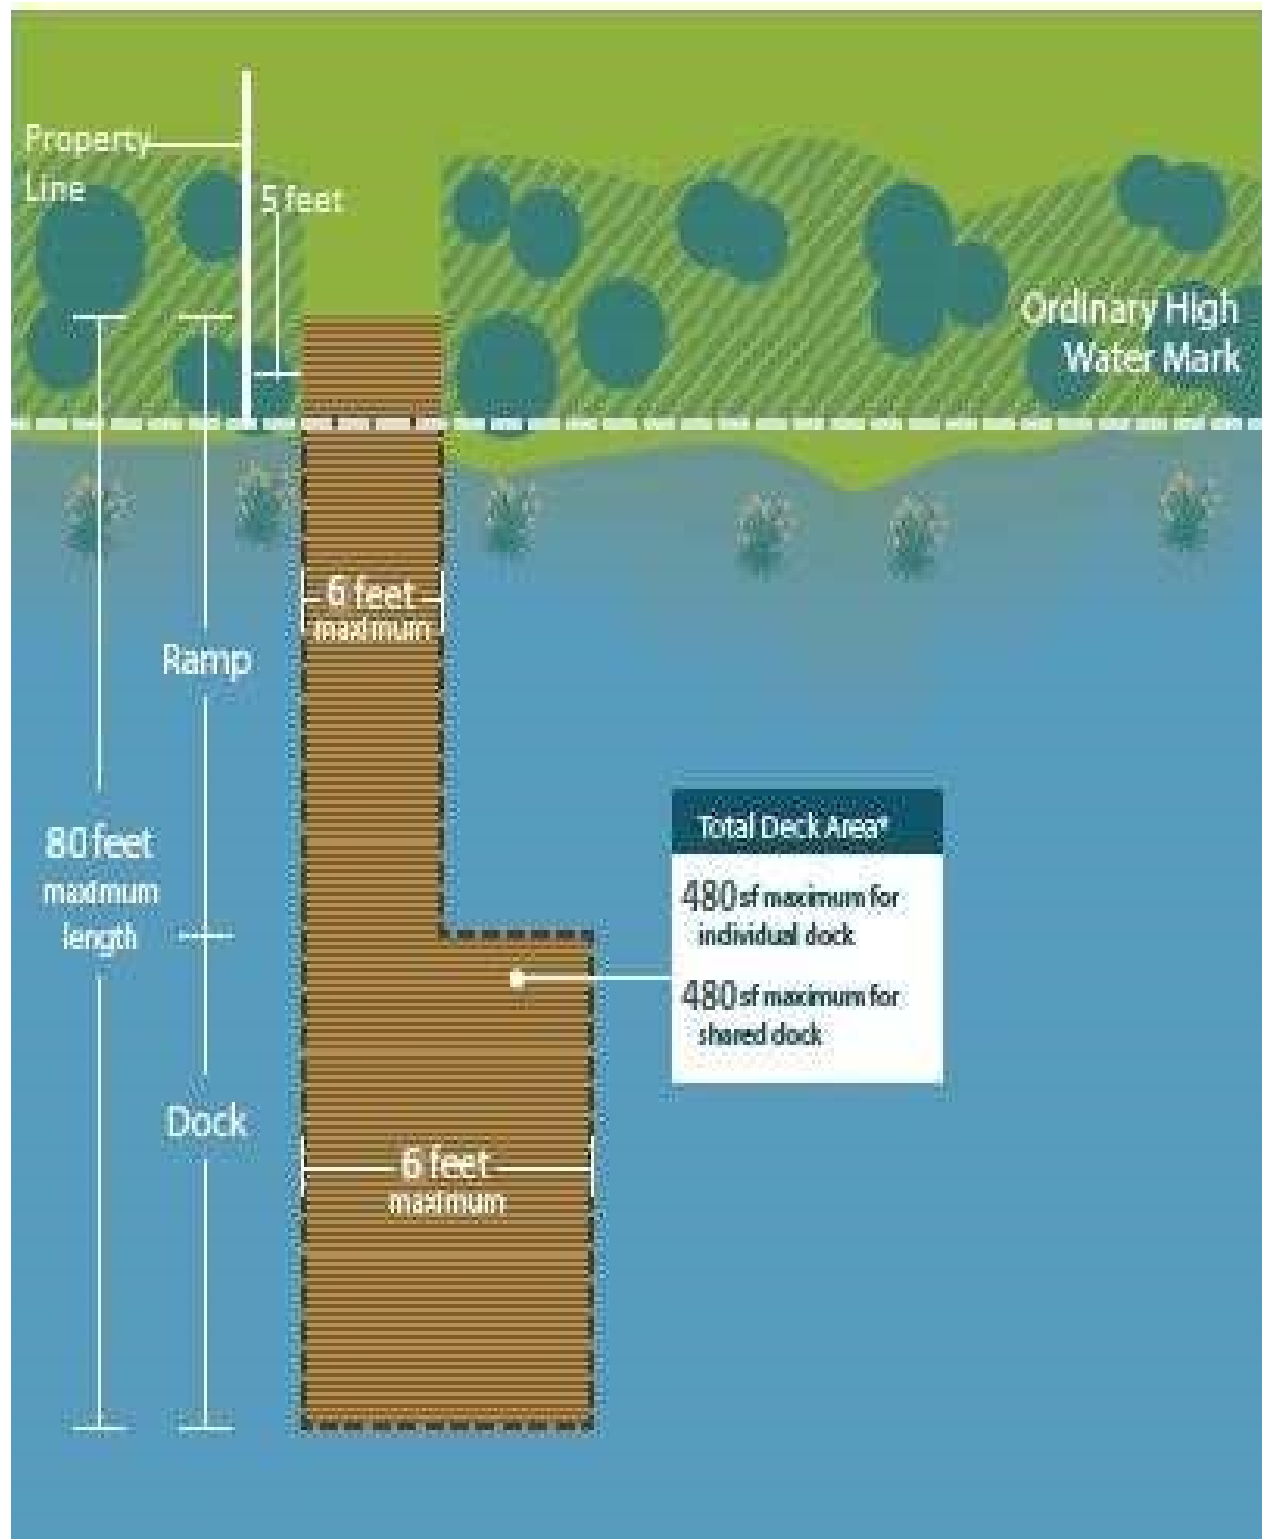 Property
Line
5 feet
Ordinary High
Water Mark
6 feet
maximum
Ramp
80 feet
maximum
length
Total Deck Area*
480 sf maximum for
individual dock
480 sf maximum for
shared dock
Dock
6 feet
maximum